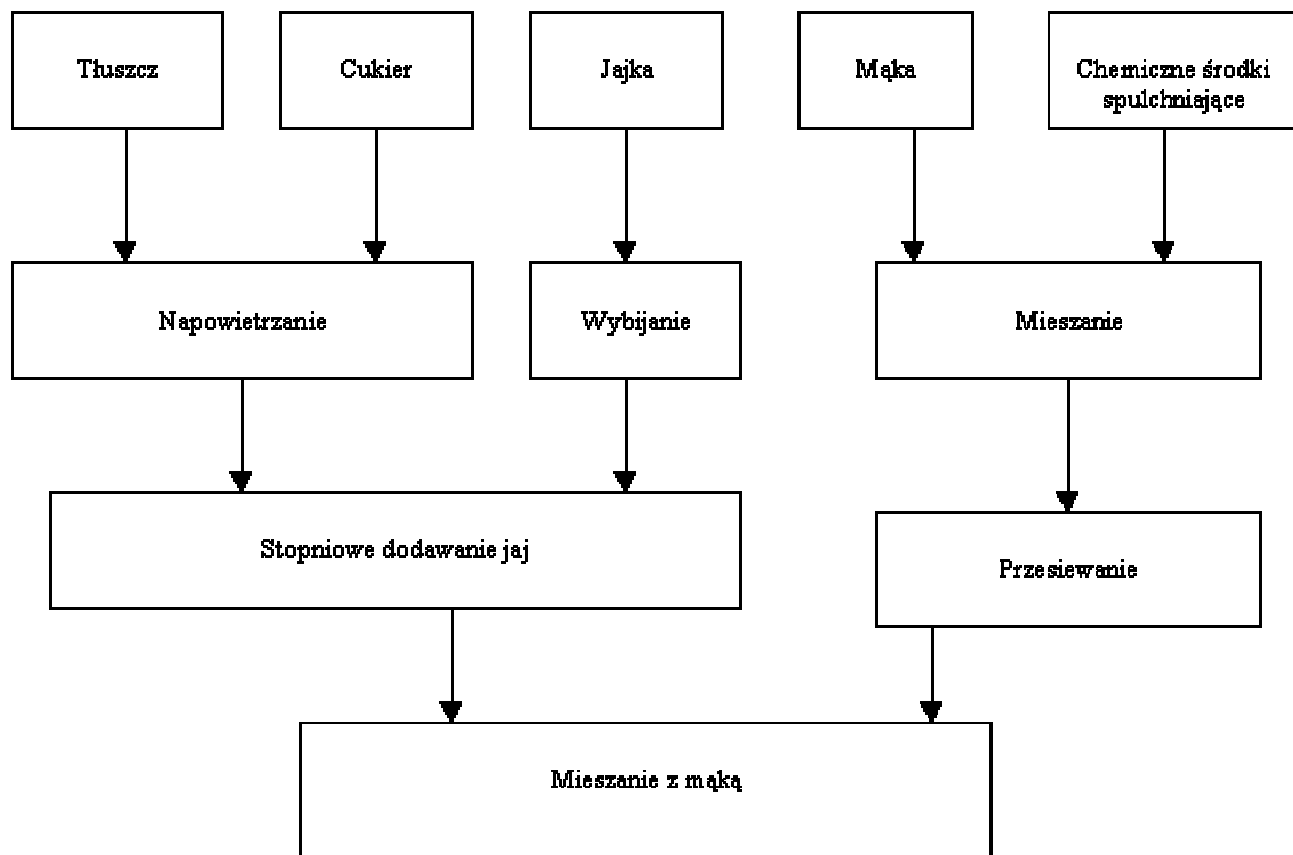 Tłuszcz
Cukier
Jajka
Mąka
Chemiczne środki
spulchniające
Napowietrzanie
Wybijanie
Mieszanie
Stopniowe dodawanie jaj
Przesiewanie
Mieszanie z mąką